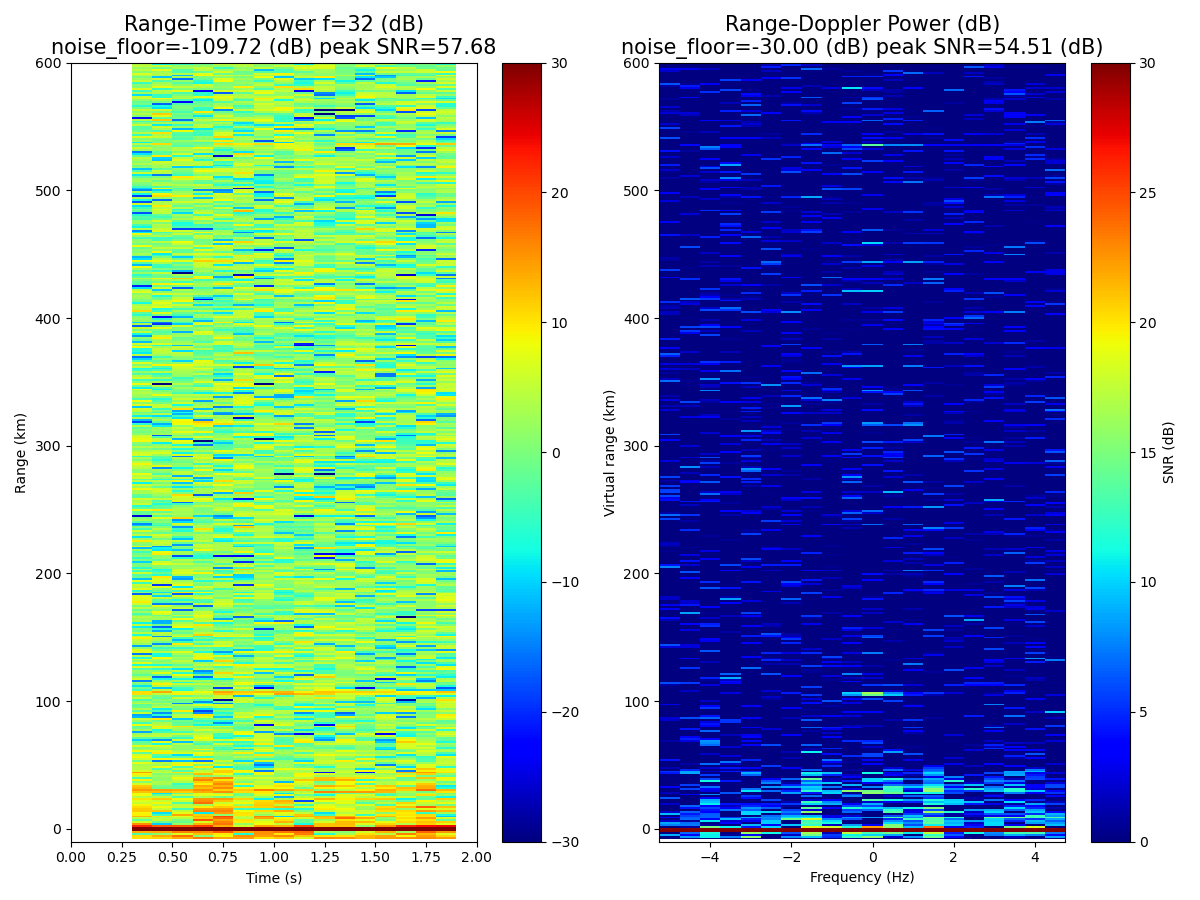 Range-Time Power f=32 (dB)
noise_floor=-109.72 (dB) peak SNR=57.68
600
500
400
300
200
100
0
Range (km)
0.00 0.25 0.50 0.75 1.00 1.25 1.50 1.75 2.00
Time (s)
30
20
10
0
−10
−20
−30
Range-Doppler Power (dB)
noise_floor=-30.00 (dB) peak SNR=54.51 (dB)
600
500
400
300
200
100
0
Virtual range (km)
−4 −2 0 2 4
Frequency (Hz)
30
25
20
15
10
5
0
SNR (dB)